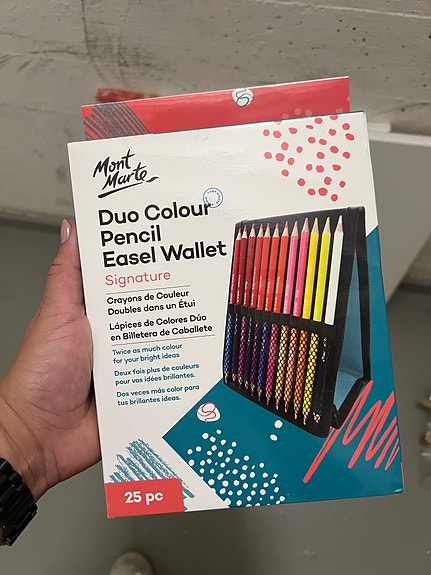 Mont
Marte
Duo Colour
Pencil
Easel Wallet
Signature
Crayons de Couleur
Doubles dans un Étui
Lápices de Colores Dúo
en Billetera de Caballete
Twice as much colour
for your bright ideas
Deux fois plus de couleurs
pour vos idées brillantes.
Dos veces más color para
tus brillantes ideas.
25 pc